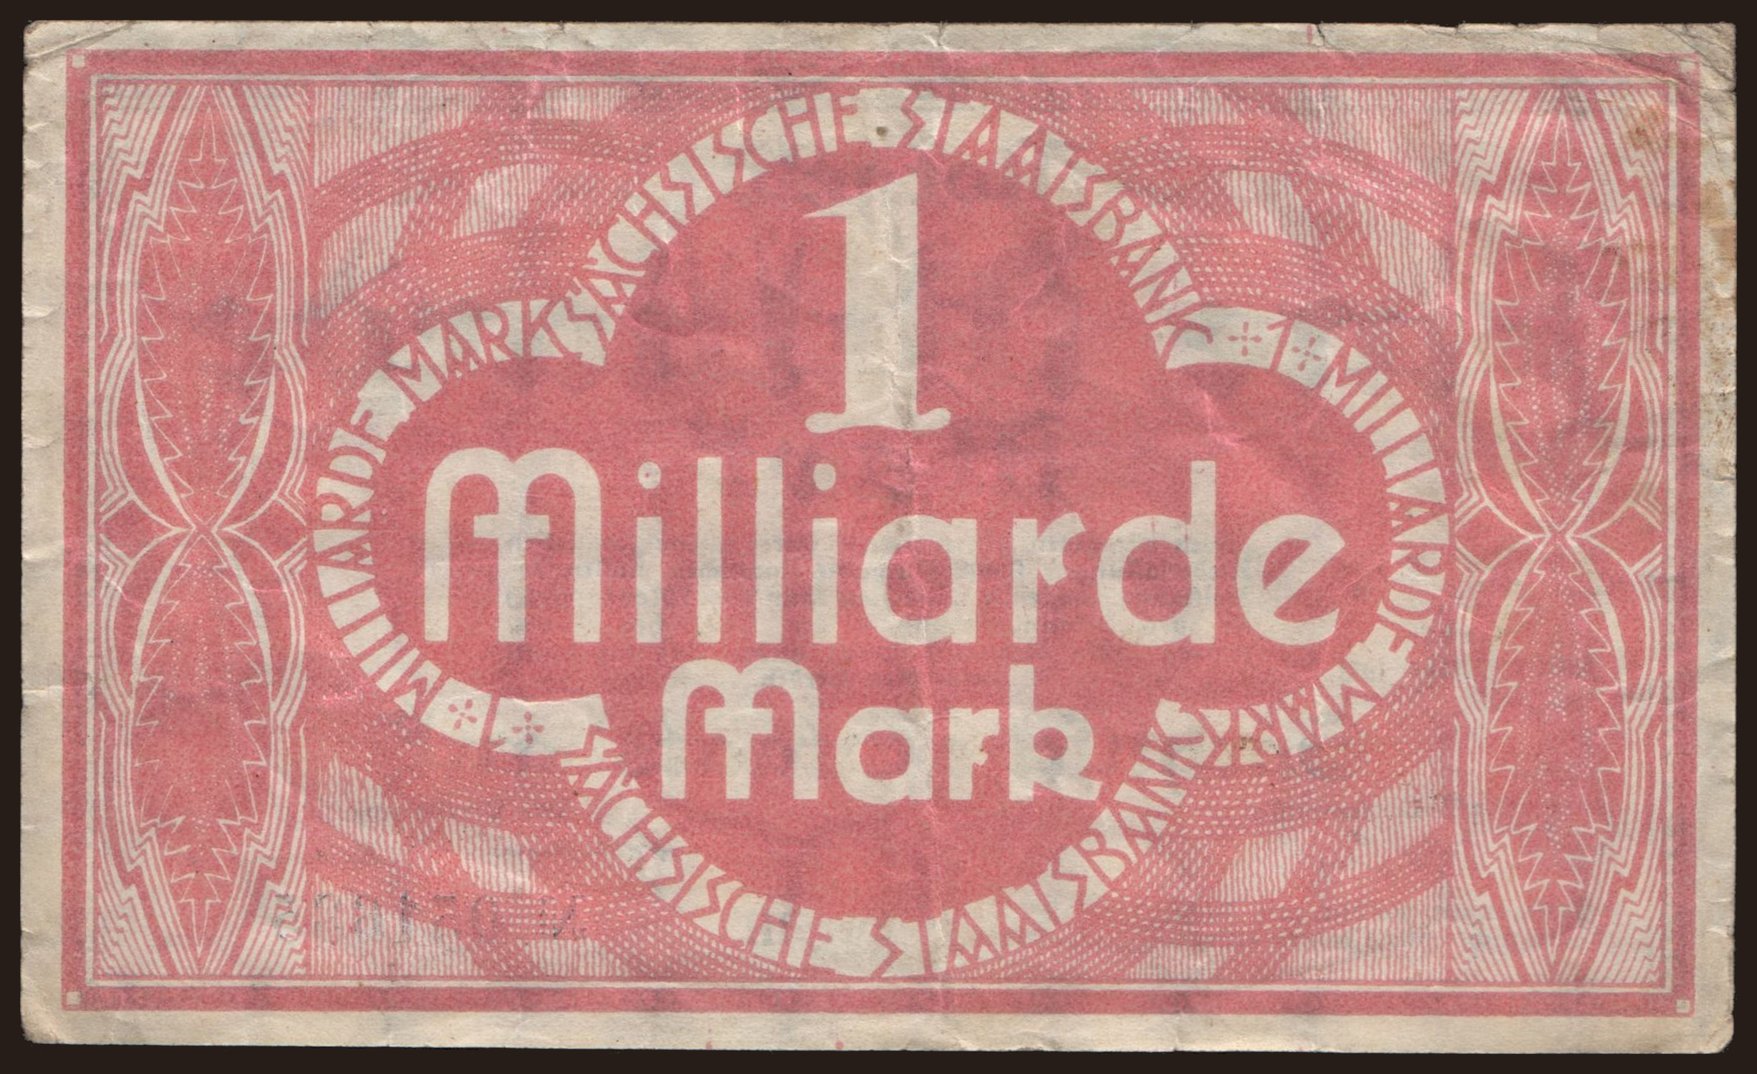 SÄCHSISCHE STAATSBANK
1 MILLIARDE MARK
1
Milliarde
Mark
MILLIARDE MARK
SÄCHSISCHE STAATSBANK